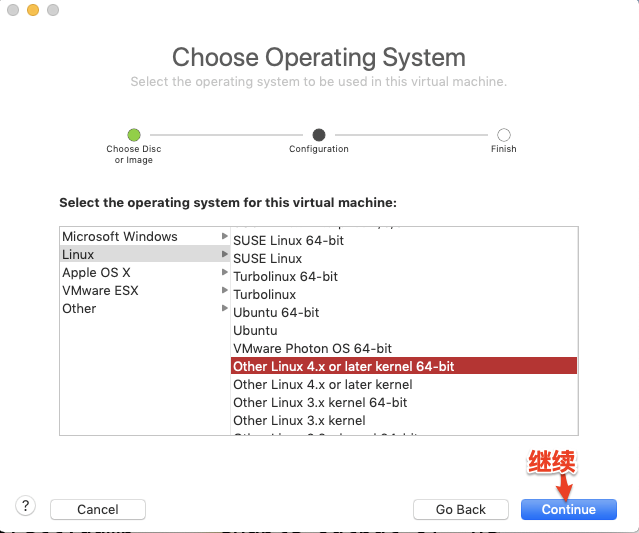 Choose Operating System
Select the operating system to be used in this virtual machine.
Choose Disc
or Image
Configuration
Finish
Select the operating system for this virtual machine:
Microsoft Windows
Linux
Apple OS X
VMware ESX
Other
SUSE Linux 64-bit
SUSE Linux
Turbolinux 64-bit
Turbolinux
Ubuntu 64-bit
Ubuntu
VMware Photon OS 64-bit
Other Linux 4.x or later kernel 64-bit
Other Linux 4.x or later kernel
Other Linux 3.x kernel 64-bit
Other Linux 3.x kernel
继续
?
Cancel
Go Back
Continue